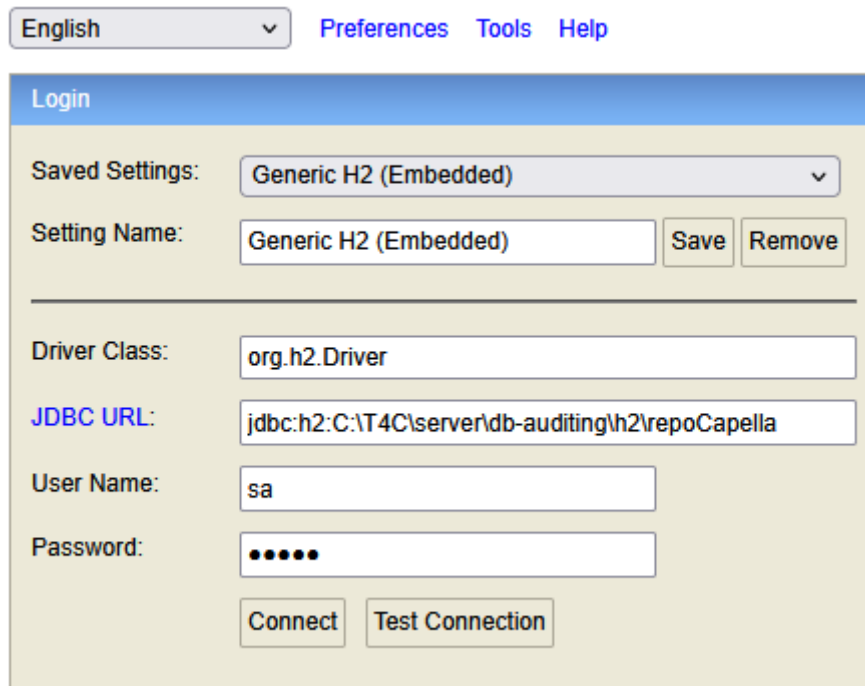 English Preferences Tools Help
Login
Saved Settings: Generic H2 (Embedded)
Setting Name: Generic H2 (Embedded) Save Remove
Driver Class: org.h2.Driver
JDBC URL: jdbc:h2:C:\T4C\server\db-auditing\h2\repoCapella
User Name: sa
Password: •••••
Connect Test Connection